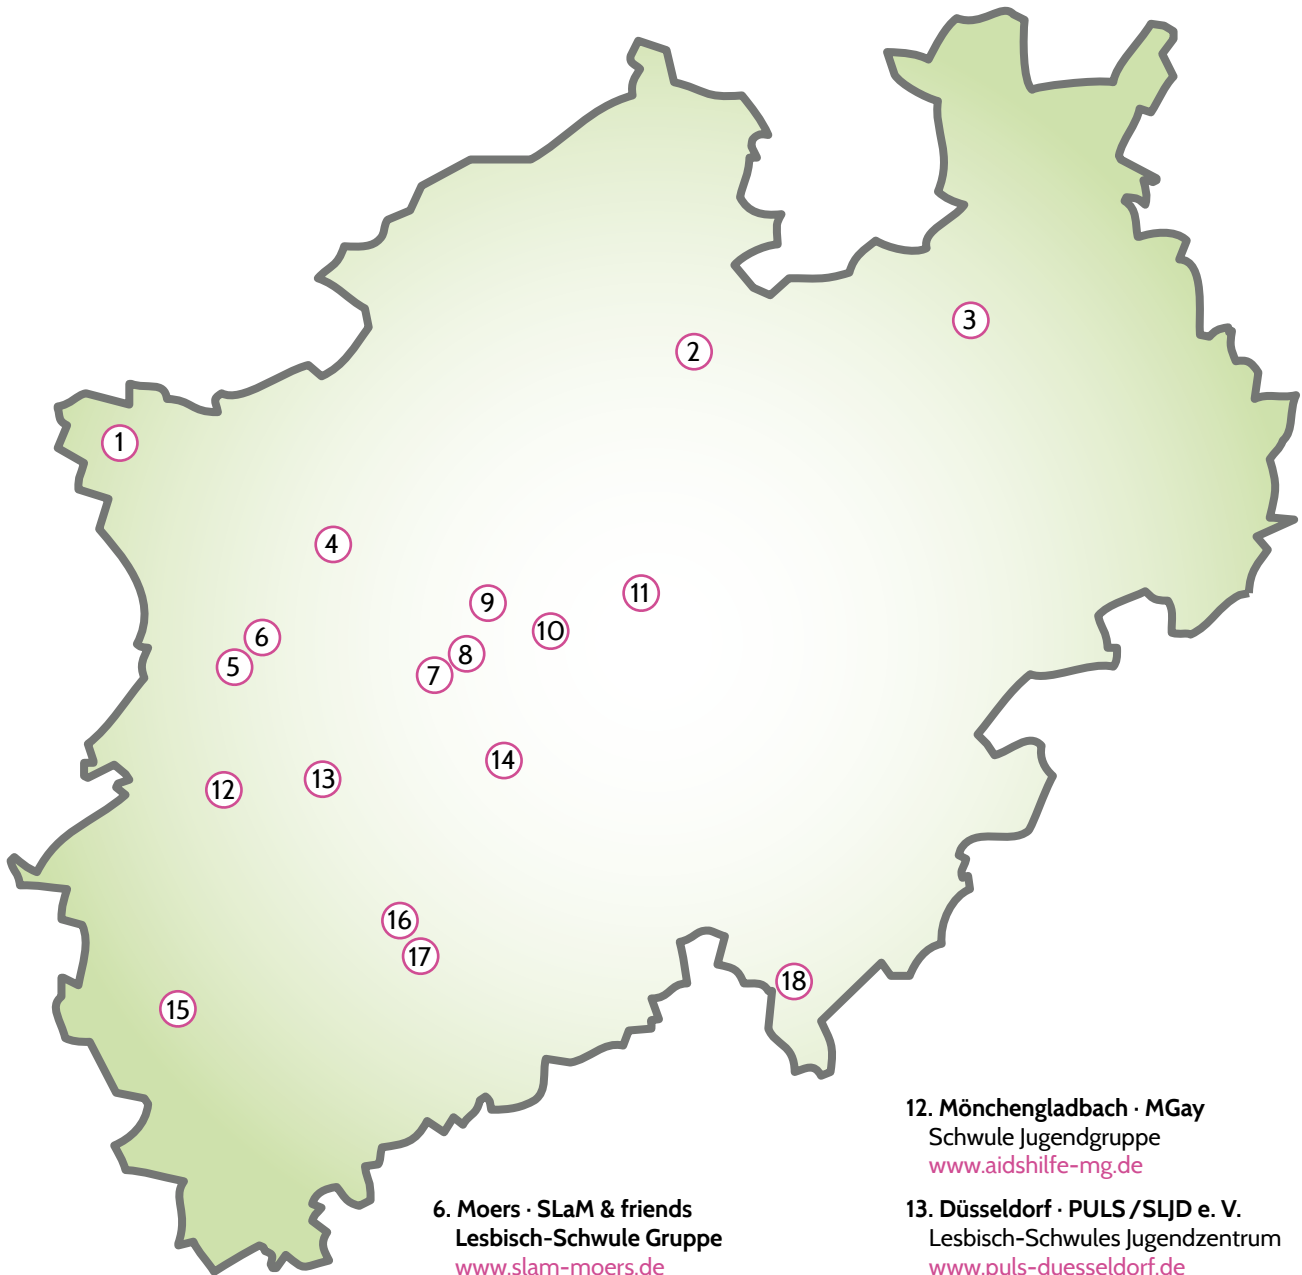 3
2
1
4
11
9
10
6
8
5
7
14
13
12
16
17
18
15
6. Moers · SLaM & friends
Lesbisch-Schwule Gruppe
www.slam-moers.de
12. Mönchengladbach · MGay
Schwule Jugendgruppe
www.aidshilfe-mg.de
13. Düsseldorf · PULS /SLJD e. V.
Lesbisch-Schwules Jugendzentrum
www.puls-duesseldorf.de